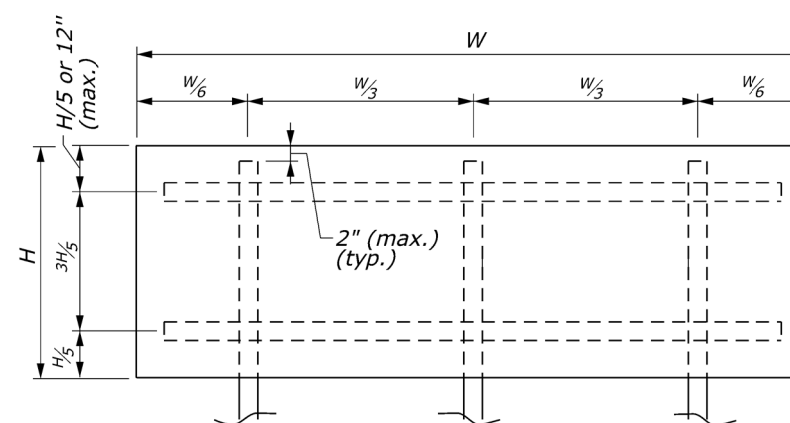 W
W/6
W/3
W/3
W/6
H/5 or 12"
(max.)
2" (max.)
(typ.)
H
3H/5
H/5